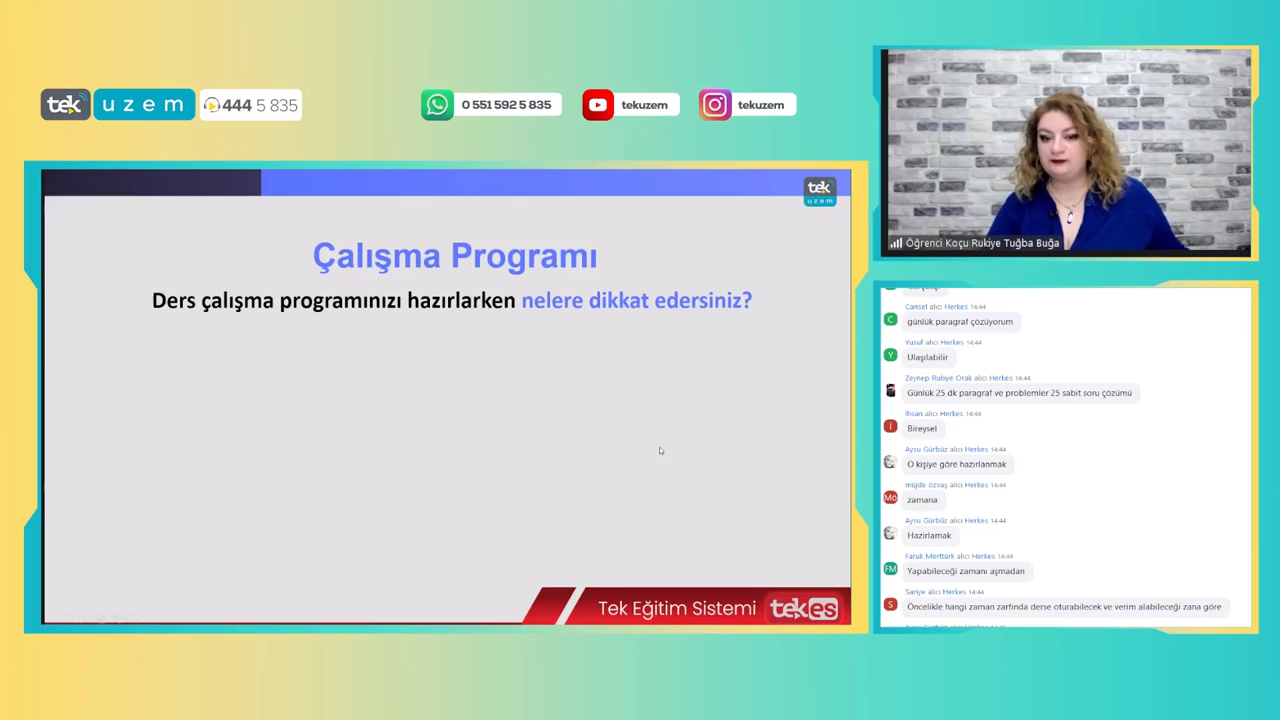 tek uzem 444 5 835
0 551 592 5 835
tekuzem
tekuzem
tek uzem
Çalışma Programı
Ders çalışma programınızı hazırlarken nelere dikkat edersiniz?
Tek Eğitim Sistemi tekes
Öğrenci Koçu Rukiye Tuğba Buğa
Cansel alıcı Herkes 14:44
C
günlük paragraf çözüyorum
Yusuf alıcı Herkes 14:44
Y
Ulaşılabilir
Zeynep Rukiye Orak alıcı Herkes 14:44
Günlük 25 dk paragraf ve problemler 25 sabit soru çözümü
İhsan alıcı Herkes 14:44
İ
Bireysel
Aysu Gürbüz alıcı Herkes 14:44
O kişiye göre hazırlanmak
müjde özvaş alıcı Herkes 14:44
Mö
zamana
Aysu Gürbüz alıcı Herkes 14:44
Hazirlamak
Faruk Merttürk alıcı Herkes 14:44
FM
Yapabileceği zamanı aşmadan
Sariye alıcı Herkes 14:44
S
Öncelikle hangi zaman zarfında derse oturabilecek ve verim alabileceği zana göre